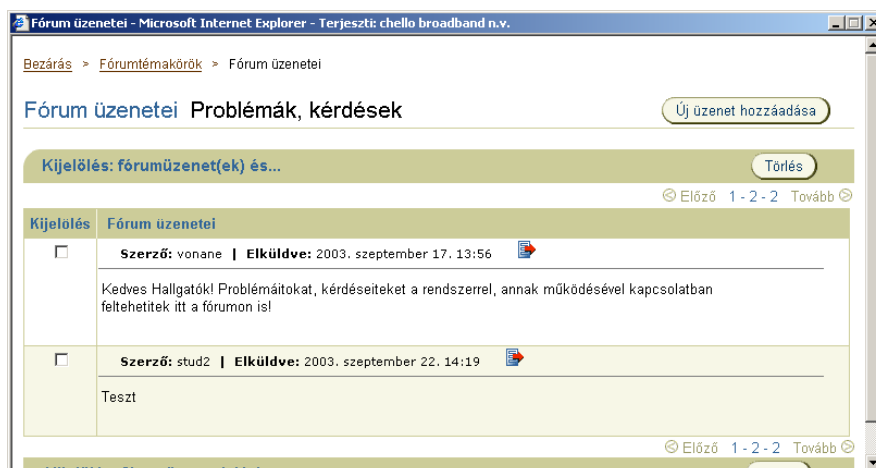 Fórum üzenetei - Microsoft Internet Explorer - Terjeszti: chello broadband n.v.
Bezárás > Fórumtémakörök > Fórum üzenetei
Fórum üzenetei Problémák, kérdések Új üzenet hozzáadása
Kijelölés: fórumüzenet(ek) és... Törlés
Előző 1 - 2 - 2 Tovább
Kijelölés Fórum üzenetei
Szerző: vonane | Elküldve: 2003. szeptember 17. 13:56
Kedves Hallgatók! Problémáitokat, kérdéseiteket a rendszerrel, annak működésével kapcsolatban
feltehetitek itt a fórumon is!
Szerző: stud2 | Elküldve: 2003. szeptember 22. 14:19
Teszt
Előző 1 - 2 - 2 Tovább